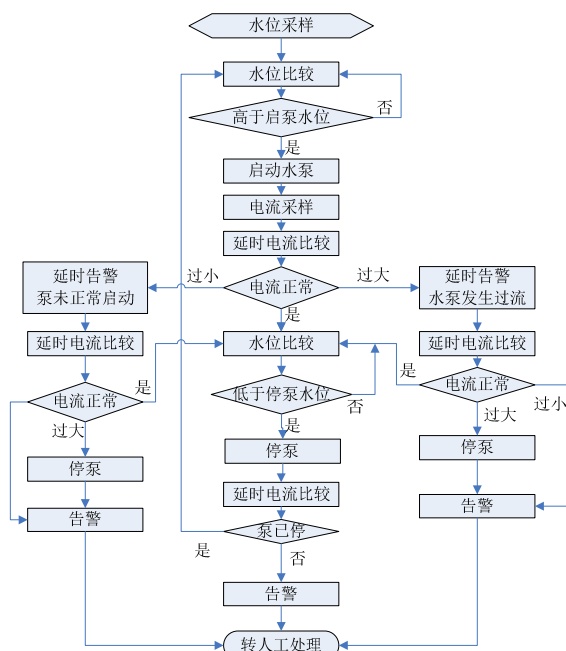 水位采样
水位比较
否
高于启泵水位
是
启动水泵
电流采样
延时电流比较
过小
电流正常
过大
延时告警
泵未正常启动
延时告警
水泵发生过流
是
延时电流比较
水位比较
延时电流比较
电流正常
是
低于停泵水位
否
是
电流正常
过小
过大
是
过大
停泵
停泵
停泵
延时电流比较
告警
告警
泵已停
是
否
告警
转人工处理